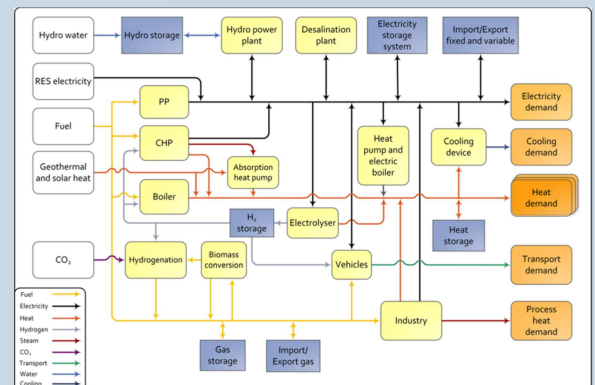 Hydro water
Hydro storage
Hydro power
plant
Desalination
plant
Electricity
storage
system
Import/Export
fixed and variable
RES electricity
PP
Electricity
demand
Fuel
CHP
Heat
pump and
electric
boiler
Cooling
device
Cooling
demand
Geothermal
and solar heat
Absorption
heat pump
Boiler
Heat
demand
H₂
storage
Electrolyser
Heat
storage
CO₂
Hydrogenation
Biomass
conversion
Vehicles
Transport
demand
Fuel
Electricity
Heat
Hydrogen
Steam
CO₂
Transport
Water
Cooling
Industry
Process
heat
demand
Gas
storage
Import/
Export gas